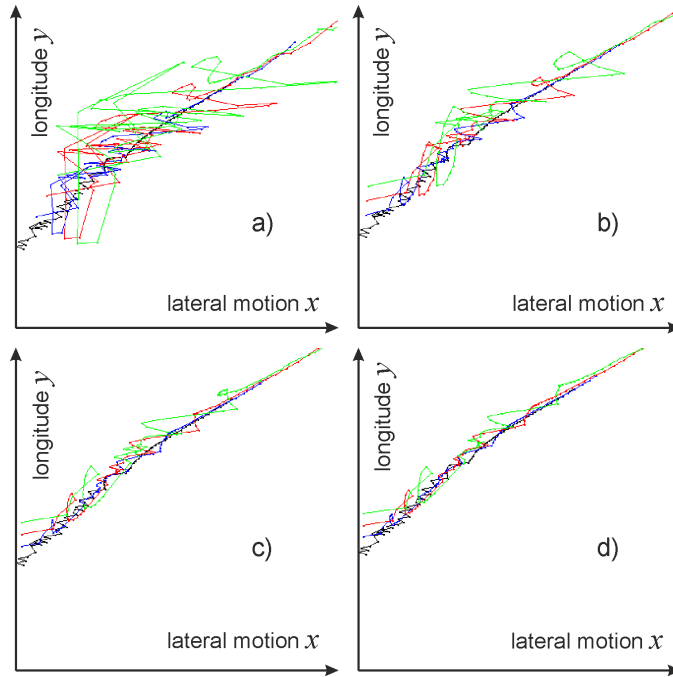 longitude y
a)
lateral motion x
longitude y
b)
lateral motion x
longitude y
c)
lateral motion x
longitude y
d)
lateral motion x